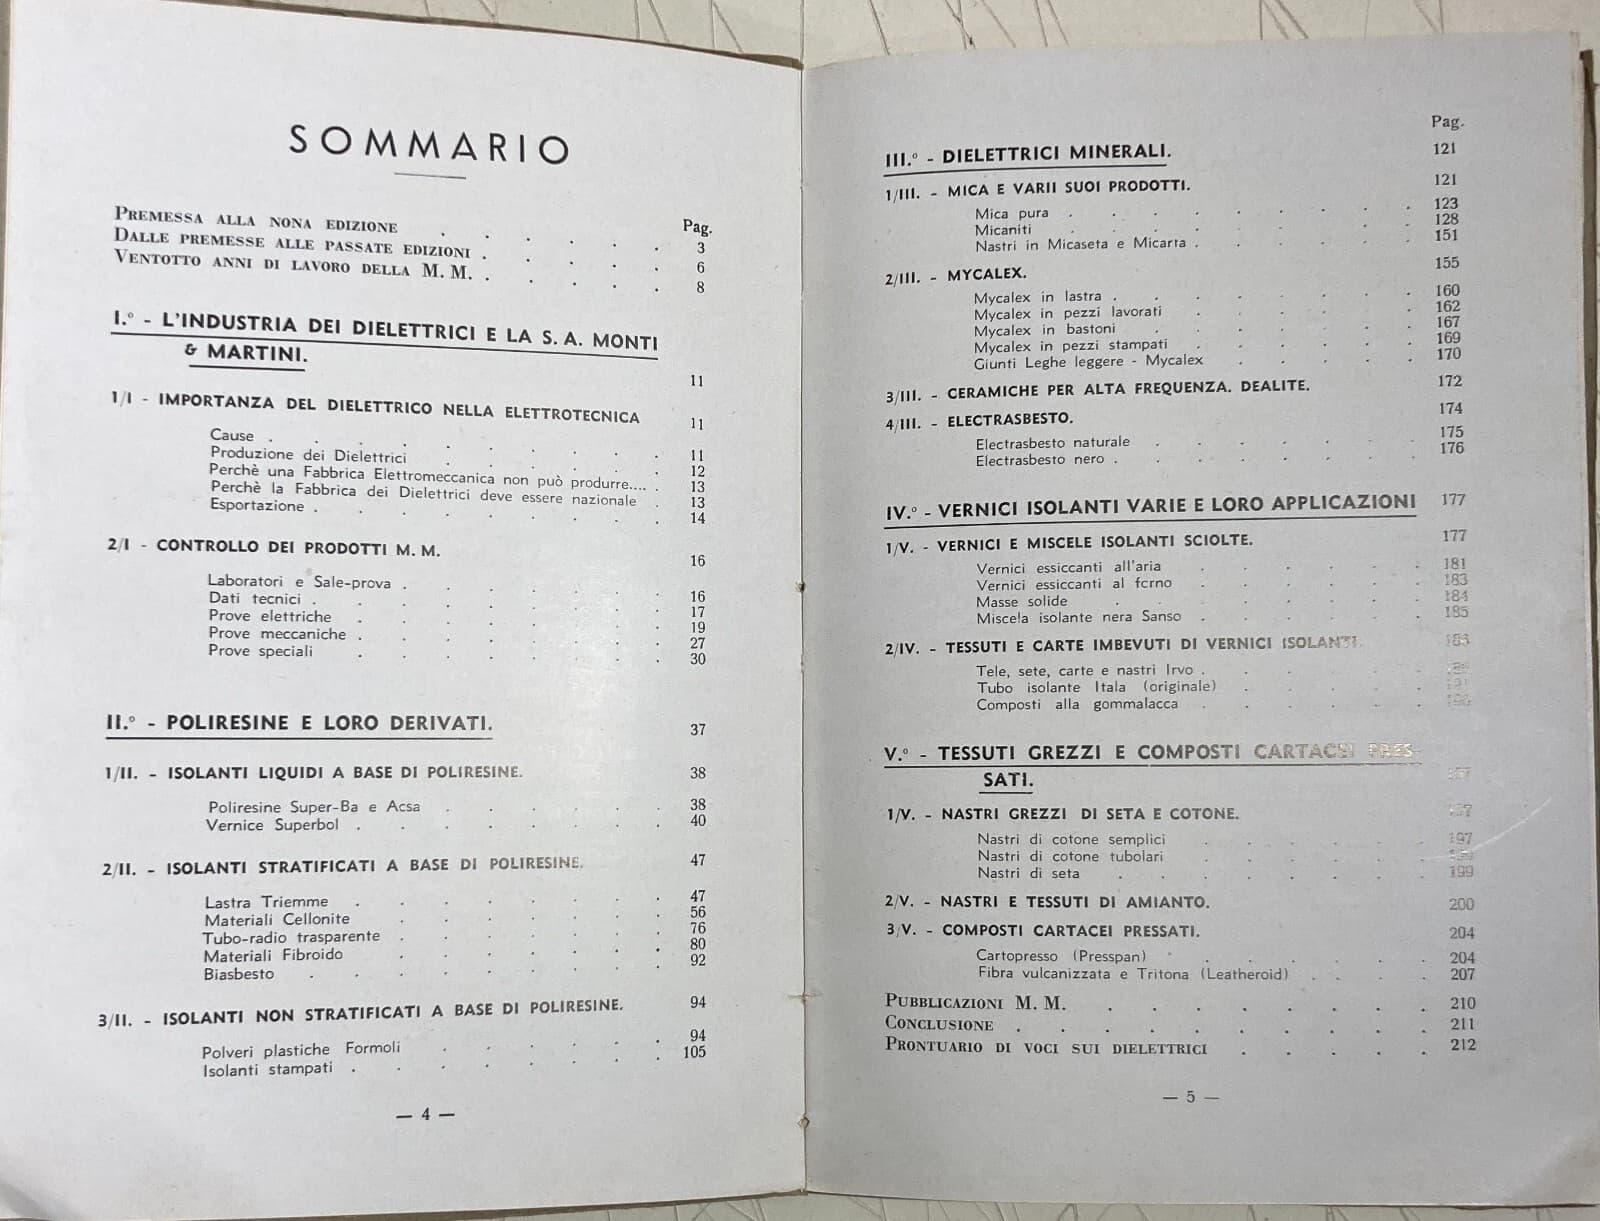 SOMMARIO
Pag.
Premessa alla nona edizione . . . . . . 3
Dalle premesse alle passate edizioni . . . . . 6
Ventotto anni di lavoro della M. M. . . . . . 8
I.° - L'INDUSTRIA DEI DIELETTRICI E LA S. A. MONTI
& MARTINI. 11
1/I - IMPORTANZA DEL DIELETTRICO NELLA ELETTROTECNICA 11
Cause . . . . . . . . . . 11
Produzione dei Dielettrici . . . . . . 12
Perchè una Fabbrica Elettromeccanica non può produrre.... . 13
Perchè la Fabbrica dei Dielettrici deve essere nazionale . 13
Esportazione . . . . . . . . . 14
2/I - CONTROLLO DEI PRODOTTI M. M. 16
Laboratori e Sale-prova . . . . . . . 16
Dati tecnici . . . . . . . . . 17
Prove elettriche . . . . . . . . 19
Prove meccaniche . . . . . . . . 27
Prove speciali . . . . . . . . 30
II.° - POLIRESINE E LORO DERIVATI. 37
1/II. - ISOLANTI LIQUIDI A BASE DI POLIRESINE. 38
Poliresine Super-Ba e Acsa . . . . . . 38
Vernice Superbol . . . . . . . . 40
2/II. - ISOLANTI STRATIFICATI A BASE DI POLIRESINE. 47
Lastra Triemme . . . . . . . . 47
Materiali Cellonite . . . . . . . 56
Tubo-radio trasparente . . . . . . . 76
Materiali Fibroido . . . . . . . 80
Biasbesto . . . . . . . . . 92
3/II. - ISOLANTI NON STRATIFICATI A BASE DI POLIRESINE. 94
Polveri plastiche Formoli . . . . . . 94
Isolanti stampati . . . . . . . . 105
— 4 —
Pag.
III.° - DIELETTRICI MINERALI. 121
1/III. - MICA E VARII SUOI PRODOTTI. 121
Mica pura . . . . . . . . . 123
Micaniti . . . . . . . . . 128
Nastri in Micaseta e Micarta . . . . . . 151
2/III. - MYCALEX. 155
Mycalex in lastra . . . . . . . . 160
Mycalex in pezzi lavorati . . . . . . 162
Mycalex in bastoni . . . . . . . 167
Mycalex in pezzi stampati . . . . . . 169
Giunti Leghe leggere - Mycalex . . . . . 170
3/III. - CERAMICHE PER ALTA FREQUENZA. DEALITE. 172
4/III. - ELECTRASBESTO. 174
Electrasbesto naturale . . . . . . . 175
Electrasbesto nero . . . . . . . . 176
IV.° - VERNICI ISOLANTI VARIE E LORO APPLICAZIONI 177
1/V. - VERNICI E MISCELE ISOLANTI SCIOLTE. 177
Vernici essiccanti all'aria . . . . . . 181
Vernici essiccanti al fcrno . . . . . . 183
Masse solide . . . . . . . . 184
Miscela isolante nera Sanso . . . . . . 185
2/IV. - TESSUTI E CARTE IMBEVUTI DI VERNICI ISOLANTI.
Tele, sete, carte e nastri Irvo . . . . . .
Tubo isolante Itala (originale) . . . . .
Composti alla gommalacca . . . . . .
V.° - TESSUTI GREZZI E COMPOSTI CARTACEI PRES-
SATI.
1/V. - NASTRI GREZZI DI SETA E COTONE.
Nastri di cotone semplici . . . . . . 197
Nastri di cotone tubolari . . . . . .
Nastri di seta . . . . . . . . 199
2/V. - NASTRI E TESSUTI DI AMIANTO. 200
3/V. - COMPOSTI CARTACEI PRESSATI. 204
Cartopresso (Presspan) . . . . . . . 204
Fibra vulcanizzata e Tritona (Leatheroid) . . . . 207
Pubblicazioni M. M. . . . . . . . . 210
Conclusione . . . . . . . . . . 211
Prontuario di voci sui dielettrici . . . . . 212
— 5 —